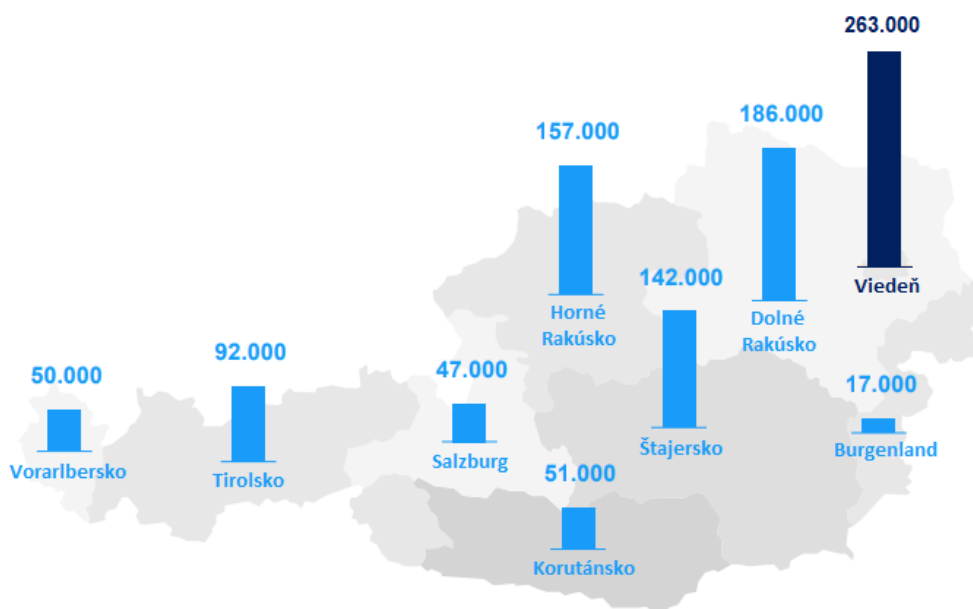 263.000
Viedeň
186.000
Dolné
Rakúsko
157.000
Horné
Rakúsko
142.000
Štajersko
92.000
Tirolsko
50.000
Vorarlbersko
47.000
Salzburg
17.000
Burgenland
51.000
Korutánsko